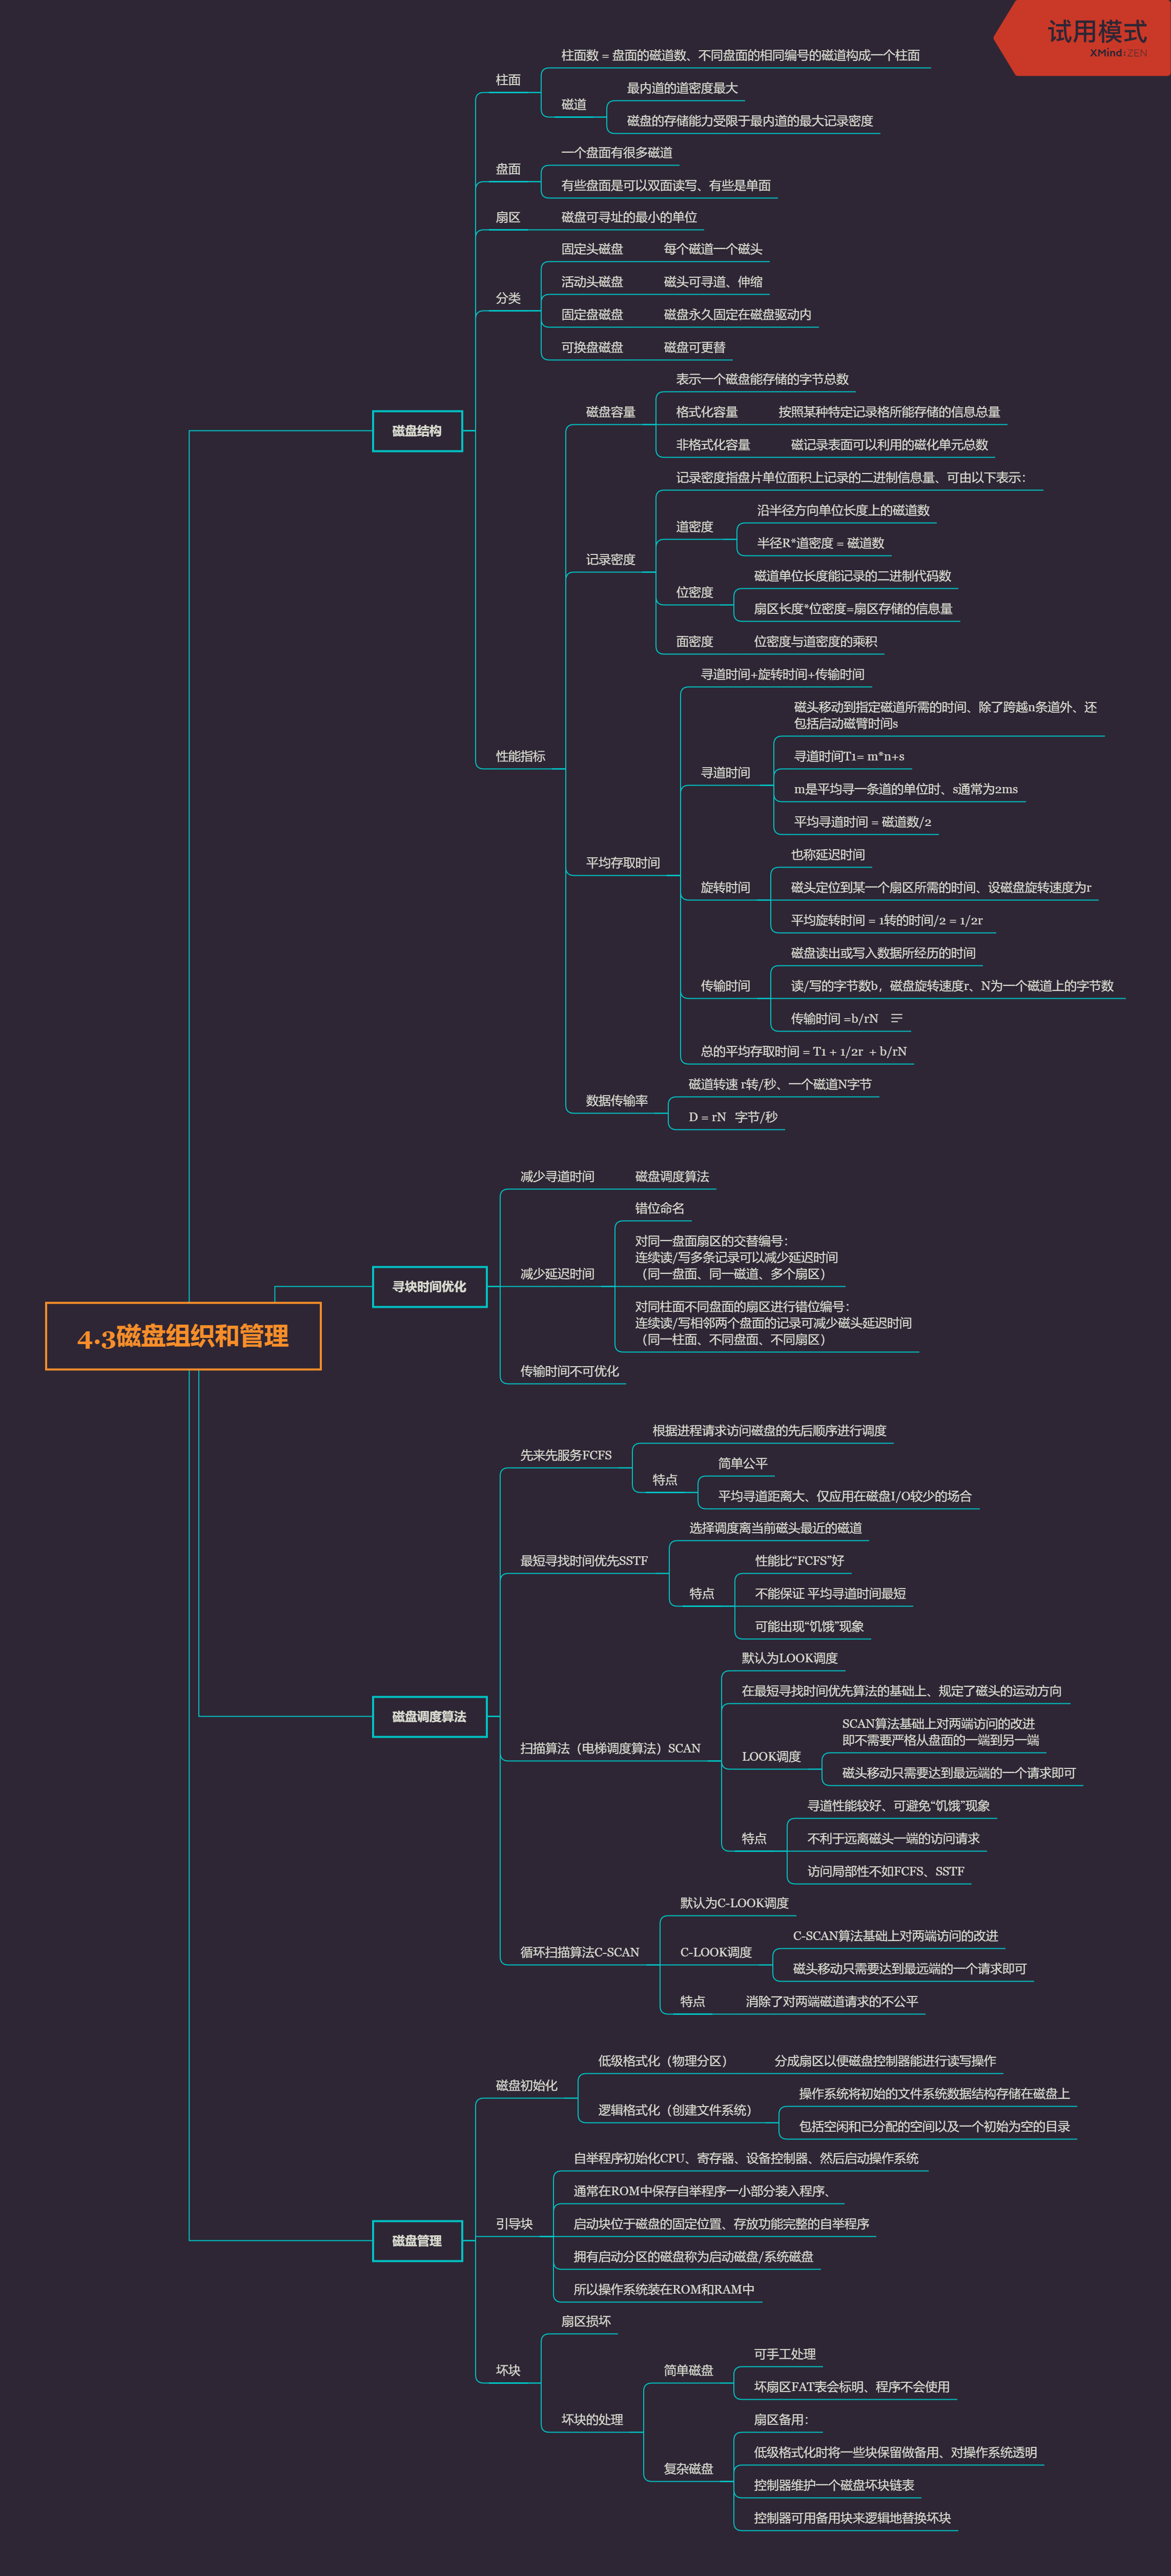 试用模式
XMind:ZEN
4.3磁盘组织和管理
磁盘结构
柱面
柱面数 = 盘面的磁道数、不同盘面的相同编号的磁道构成一个柱面
磁道
最内道的道密度最大
磁盘的存储能力受限于最内道的最大记录密度
盘面
一个盘面有很多磁道
有些盘面是可以双面读写、有些是单面
扇区
磁盘可寻址的最小的单位
分类
固定头磁盘
每个磁道一个磁头
活动头磁盘
磁头可寻道、伸缩
固定盘磁盘
磁盘永久固定在磁盘驱动内
可换盘磁盘
磁盘可更替
性能指标
磁盘容量
表示一个磁盘能存储的字节总数
格式化容量
按照某种特定记录格所能存储的信息总量
非格式化容量
磁记录表面可以利用的磁化单元总数
记录密度
记录密度指盘片单位面积上记录的二进制信息量、可由以下表示：
道密度
沿半径方向单位长度上的磁道数
半径R*道密度 = 磁道数
位密度
磁道单位长度能记录的二进制代码数
扇区长度*位密度=扇区存储的信息量
面密度
位密度与道密度的乘积
平均存取时间
寻道时间+旋转时间+传输时间
寻道时间
磁头移动到指定磁道所需的时间、除了跨越n条道外、还
包括启动磁臂时间s
寻道时间T1= m*n+s
m是平均寻一条道的单位时、s通常为2ms
平均寻道时间 = 磁道数/2
旋转时间
也称延迟时间
磁头定位到某一个扇区所需的时间、设磁盘旋转速度为r
平均旋转时间 = 1转的时间/2 = 1/2r
传输时间
磁盘读出或写入数据所经历的时间
读/写的字节数b，磁盘旋转速度r、N为一个磁道上的字节数
传输时间 =b/rN
总的平均存取时间 = T1 + 1/2r + b/rN
数据传输率
磁道转速 r转/秒、一个磁道N字节
D = rN 字节/秒
寻块时间优化
减少寻道时间
磁盘调度算法
减少延迟时间
错位命名
对同一盘面扇区的交替编号：
连续读/写多条记录可以减少延迟时间
（同一盘面、同一磁道、多个扇区）
对同柱面不同盘面的扇区进行错位编号：
连续读/写相邻两个盘面的记录可减少磁头延迟时间
（同一柱面、不同盘面、不同扇区）
传输时间不可优化
磁盘调度算法
先来先服务FCFS
根据进程请求访问磁盘的先后顺序进行调度
特点
简单公平
平均寻道距离大、仅应用在磁盘I/O较少的场合
最短寻找时间优先SSTF
选择调度离当前磁头最近的磁道
特点
性能比“FCFS”好
不能保证 平均寻道时间最短
可能出现“饥饿”现象
扫描算法（电梯调度算法）SCAN
默认为LOOK调度
在最短寻找时间优先算法的基础上、规定了磁头的运动方向
LOOK调度
SCAN算法基础上对两端访问的改进
即不需要严格从盘面的一端到另一端
磁头移动只需要达到最远端的一个请求即可
特点
寻道性能较好、可避免“饥饿”现象
不利于远离磁头一端的访问请求
访问局部性不如FCFS、SSTF
循环扫描算法C-SCAN
默认为C-LOOK调度
C-LOOK调度
C-SCAN算法基础上对两端访问的改进
磁头移动只需要达到最远端的一个请求即可
特点
消除了对两端磁道请求的不公平
磁盘管理
磁盘初始化
低级格式化（物理分区）
分成扇区以便磁盘控制器能进行读写操作
逻辑格式化（创建文件系统）
操作系统将初始的文件系统数据结构存储在磁盘上
包括空闲和已分配的空间以及一个初始为空的目录
引导块
自举程序初始化CPU、寄存器、设备控制器、然后启动操作系统
通常在ROM中保存自举程序一小部分装入程序、
启动块位于磁盘的固定位置、存放功能完整的自举程序
拥有启动分区的磁盘称为启动磁盘/系统磁盘
所以操作系统装在ROM和RAM中
坏块
扇区损坏
坏块的处理
简单磁盘
可手工处理
坏扇区FAT表会标明、程序不会使用
复杂磁盘
扇区备用：
低级格式化时将一些块保留做备用、对操作系统透明
控制器维护一个磁盘坏块链表
控制器可用备用块来逻辑地替换坏块